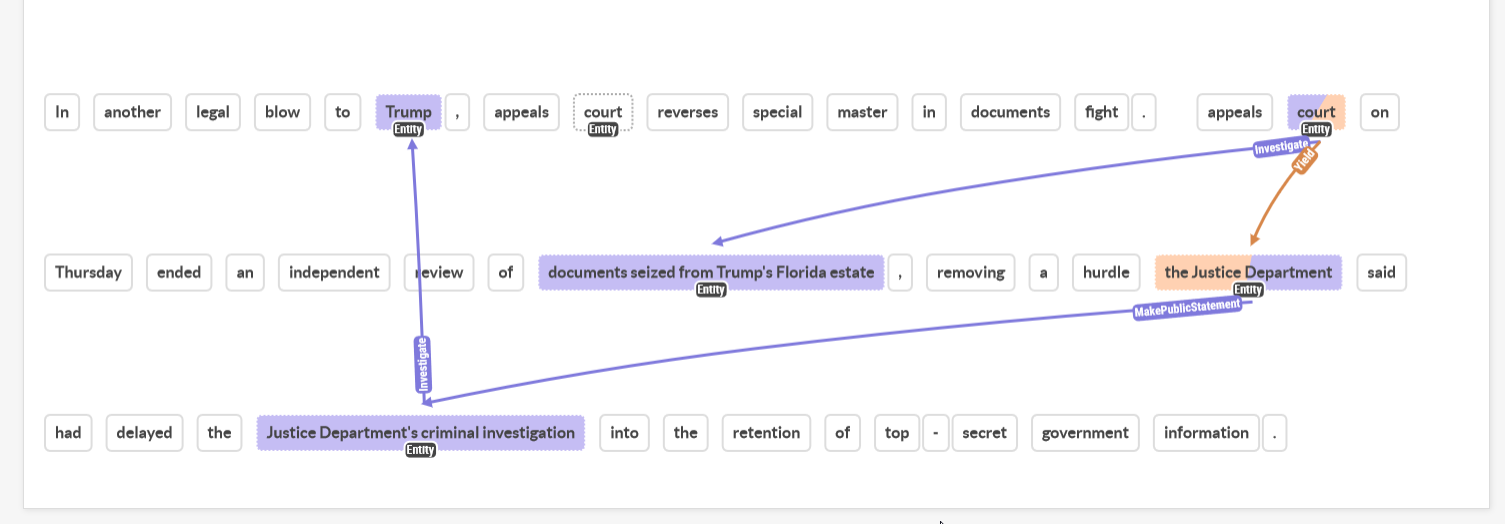 In another legal blow to Trump , appeals court reverses special master in documents fight . appeals court on
Entity Entity Entity
Investigate
Yield
Thursday ended an independent review of documents seized from Trump's Florida estate , removing a hurdle the Justice Department said
Entity Entity
MakePublicStatement
Investigate
had delayed the Justice Department's criminal investigation into the retention of top - secret government information .
Entity